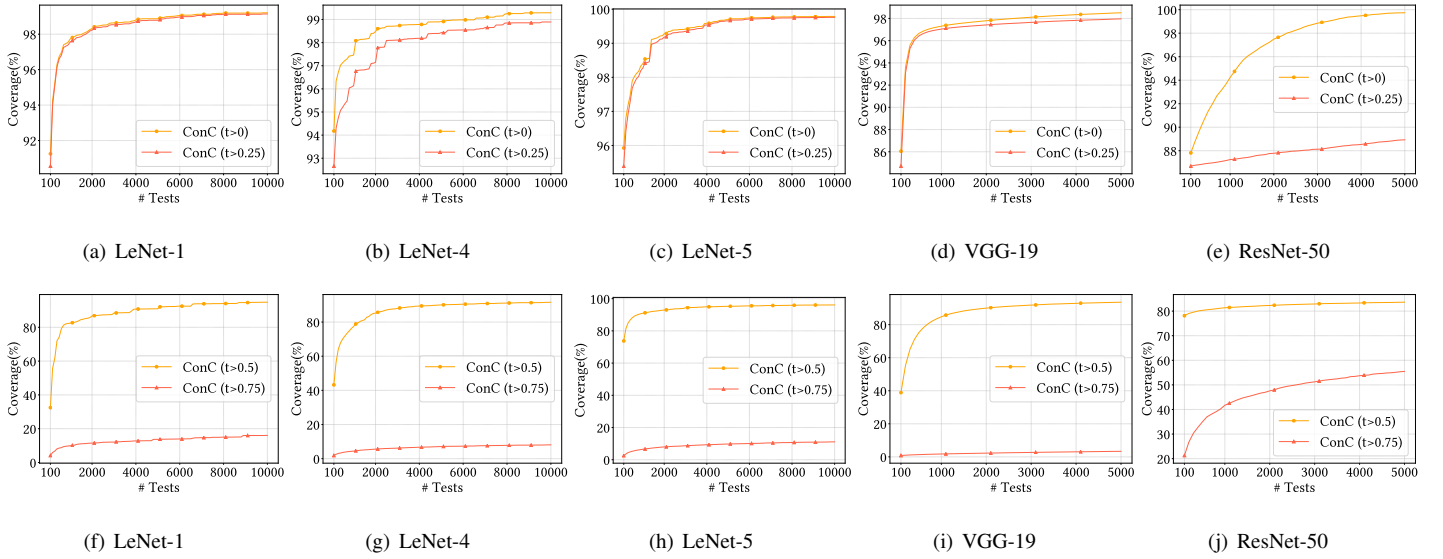 98
96
94
92
Coverage(%)
ConC (t>0)
ConC (t>0.25)
100 2000 4000 6000 8000 10000
# Tests
(a) LeNet-1
99
98
97
96
95
94
93
Coverage(%)
ConC (t>0)
ConC (t>0.25)
100 2000 4000 6000 8000 10000
# Tests
(b) LeNet-4
100
99
98
97
96
95
Coverage(%)
ConC (t>0)
ConC (t>0.25)
100 2000 4000 6000 8000 10000
# Tests
(c) LeNet-5
98
96
94
92
90
88
86
Coverage(%)
ConC (t>0)
ConC (t>0.25)
100 1000 2000 3000 4000 5000
# Tests
(d) VGG-19
100
98
95
92
90
88
Coverage(%)
ConC (t>0)
ConC (t>0.25)
100 1000 2000 3000 4000 5000
# Tests
(e) ResNet-50
80
60
40
20
0
Coverage(%)
ConC (t>0.5)
ConC (t>0.75)
100 2000 4000 6000 8000 10000
# Tests
(f) LeNet-1
80
60
40
20
0
Coverage(%)
ConC (t>0.5)
ConC (t>0.75)
100 2000 4000 6000 8000 10000
# Tests
(g) LeNet-4
100
80
60
40
20
0
Coverage(%)
ConC (t>0.5)
ConC (t>0.75)
100 2000 4000 6000 8000 10000
# Tests
(h) LeNet-5
80
60
40
20
0
Coverage(%)
ConC (t>0.5)
ConC (t>0.75)
100 1000 2000 3000 4000 5000
# Tests
(i) VGG-19
80
70
60
50
40
30
20
Coverage(%)
ConC (t>0.5)
ConC (t>0.75)
100 1000 2000 3000 4000 5000
# Tests
(j) ResNet-50